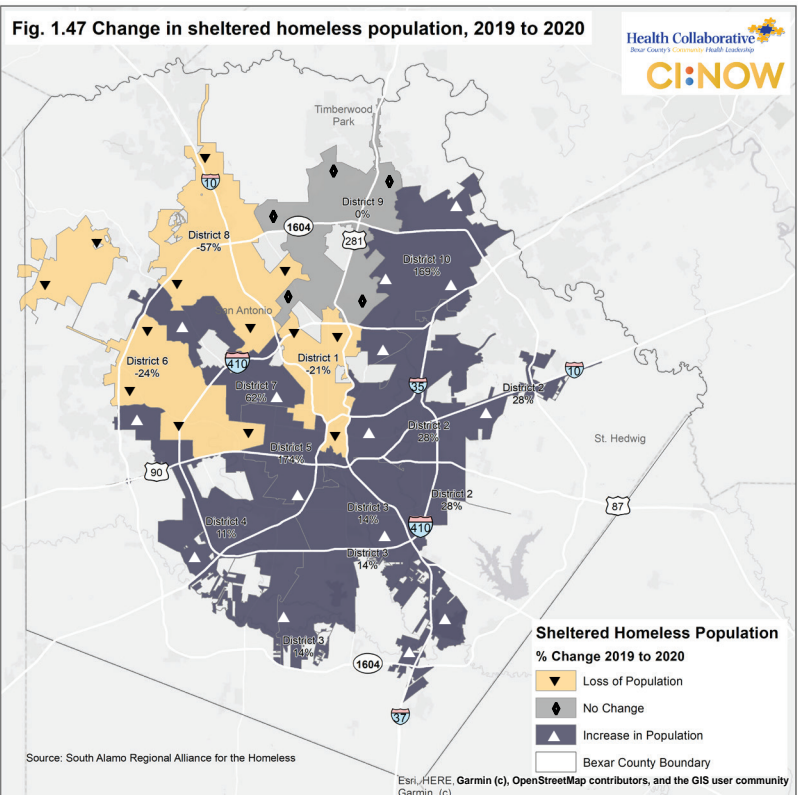 Fig. 1.47 Change in sheltered homeless population, 2019 to 2020
Health Collaborative
Bexar County's Community Health Leadership
CI:NOW
Timberwood
Park
10
District 9
0%
1604
District 8
-57%
281
District 10
169%
an Antonio
District 6
-24%
410
District 1
-21%
10
35
District 7
62%
District 2
28%
District 2
28%
St. Hedwig
District 5
174%
90
District 2
28%
87
District 3
14%
District 4
11%
410
District 3
14%
District 3
14%
1604
37
Sheltered Homeless Population
% Change 2019 to 2020
Loss of Population
No Change
Increase in Population
Bexar County Boundary
Source: South Alamo Regional Alliance for the Homeless
Esri, HERE, Garmin (c), OpenStreetMap contributors, and the GIS user community
Garmin, (c)